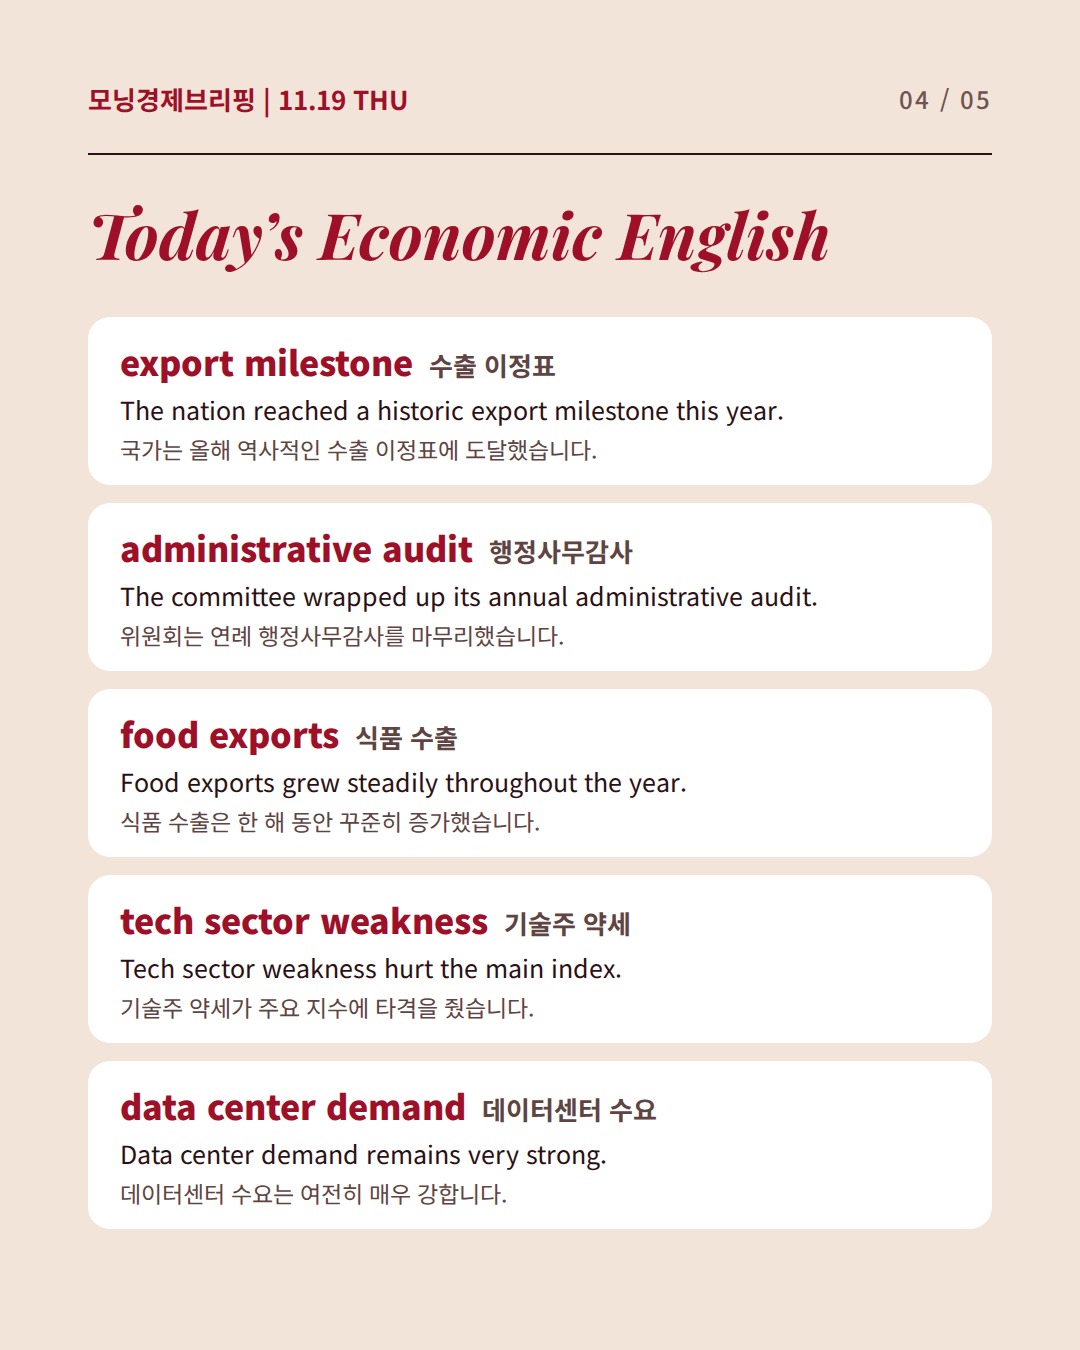 모닝경제브리핑 | 11.19 THU
04 / 05
Today’s Economic English
export milestone 수출 이정표
The nation reached a historic export milestone this year.
국가는 올해 역사적인 수출 이정표에 도달했습니다.
administrative audit 행정사무감사
The committee wrapped up its annual administrative audit.
위원회는 연례 행정사무감사를 마무리했습니다.
food exports 식품 수출
Food exports grew steadily throughout the year.
식품 수출은 한 해 동안 꾸준히 증가했습니다.
tech sector weakness 기술주 약세
Tech sector weakness hurt the main index.
기술주 약세가 주요 지수에 타격을 줬습니다.
data center demand 데이터센터 수요
Data center demand remains very strong.
데이터센터 수요는 여전히 매우 강합니다.